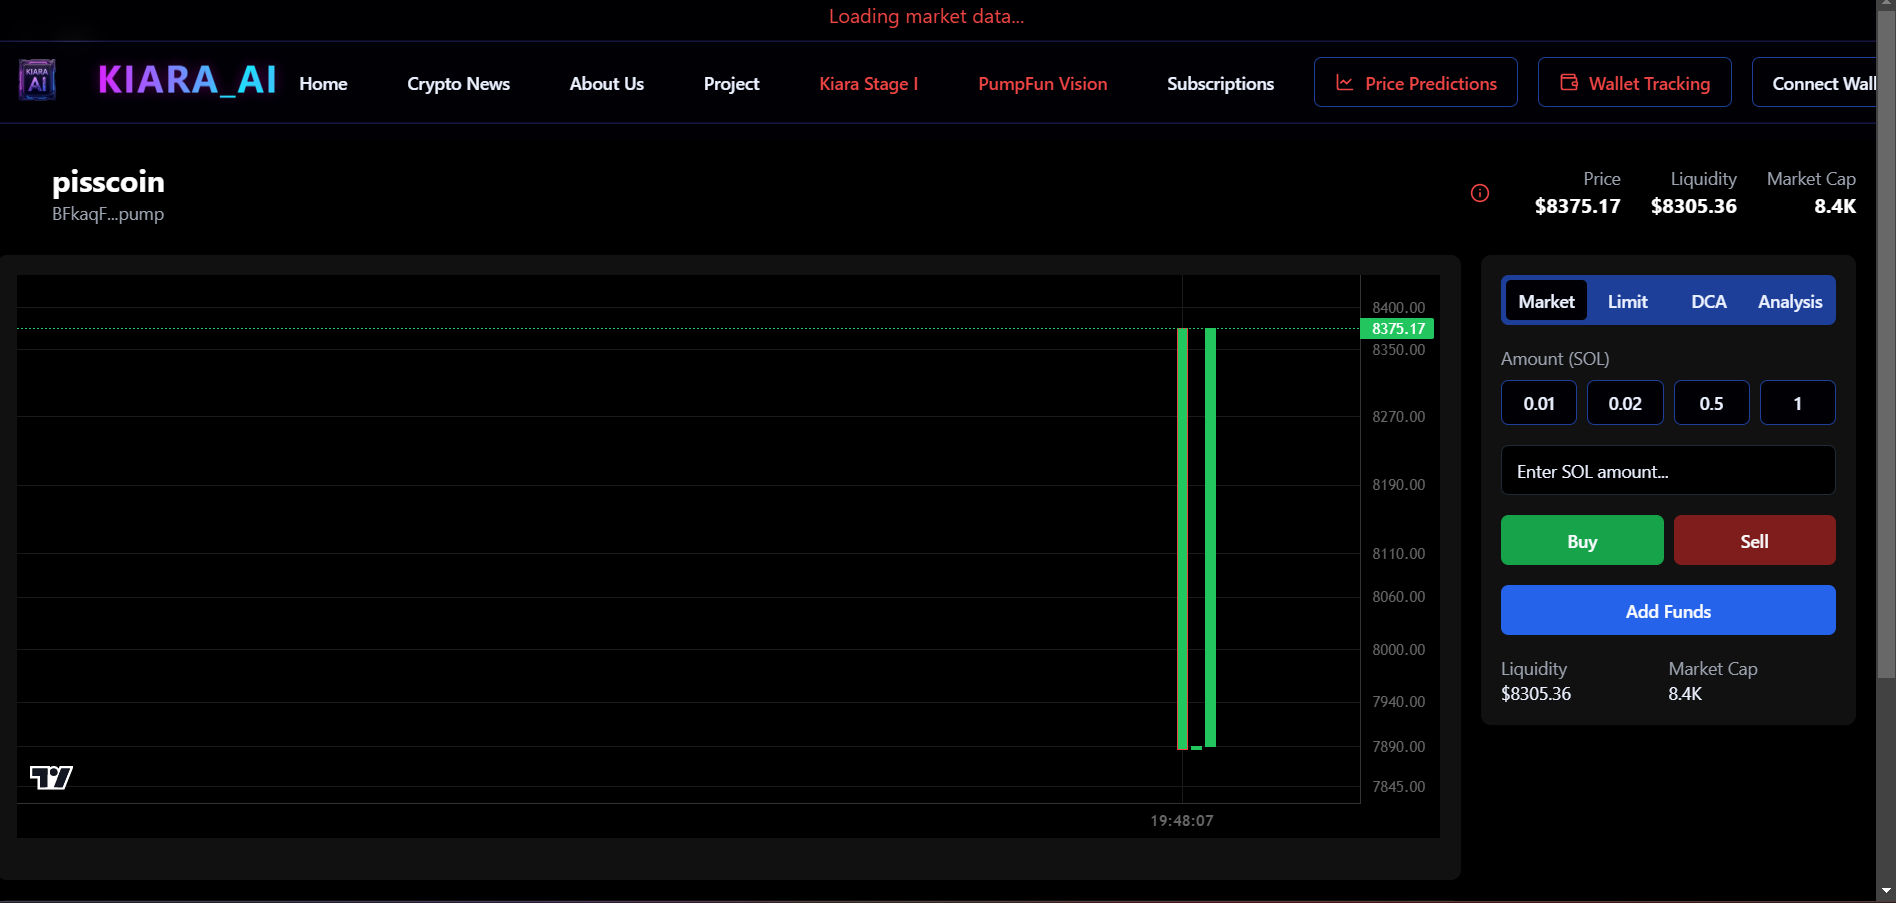 Loading market data...
KIARA AI
KIARA_AI
Home
Crypto News
About Us
Project
Kiara Stage I
PumpFun Vision
Subscriptions
Price Predictions
Wallet Tracking
Connect Wall
pisscoin
BFkaqF...pump
Price
Liquidity
Market Cap
$8375.17
$8305.36
8.4K
8400.00
8375.17
8350.00
8270.00
8190.00
8110.00
8060.00
8000.00
7940.00
7890.00
7845.00
19:48:07
Market
Limit
DCA
Analysis
Amount (SOL)
0.01
0.02
0.5
1
Enter SOL amount...
Buy
Sell
Add Funds
Liquidity
Market Cap
$8305.36
8.4K